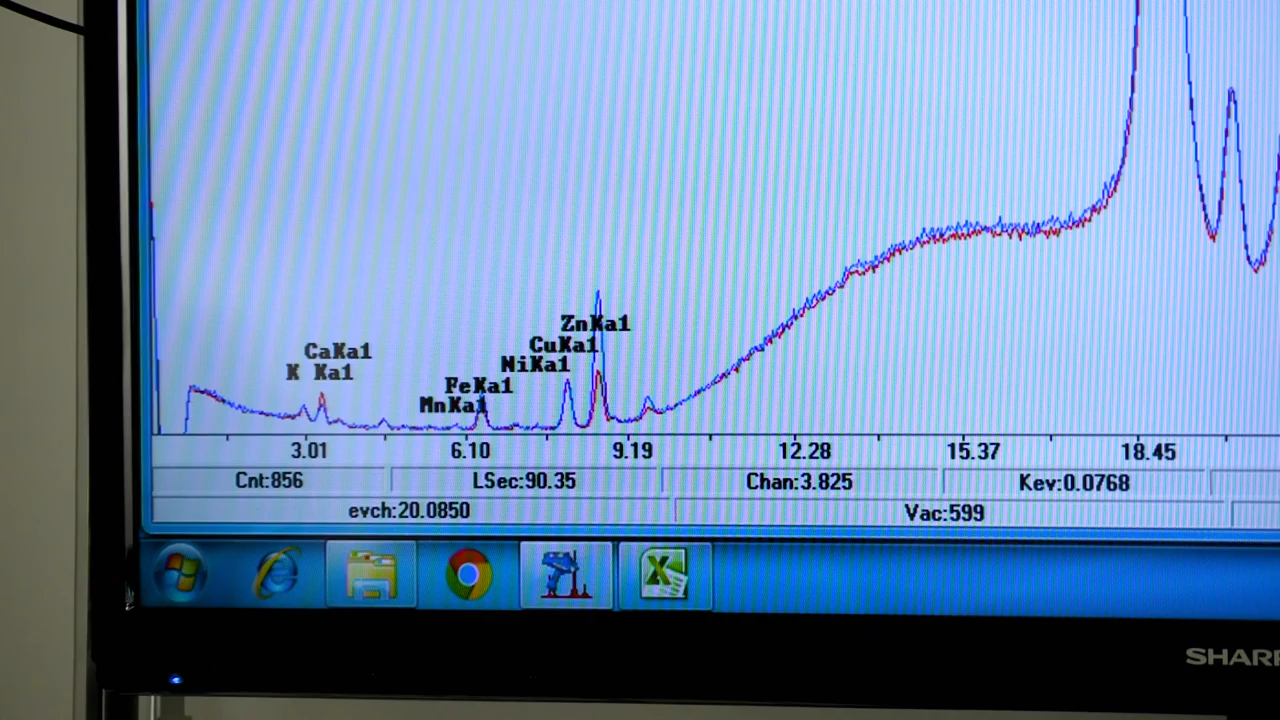 ZnKa1
CuKa1
CaKa1
NiKa1
K Ka1
FeKa1
MnKa1
3.01 6.10 9.19 12.28 15.37 18.45
Cnt:856 LSec:90.35 Chan:3.825 Kev:0.0768
evch:20.0850 Vac:599
SHARP